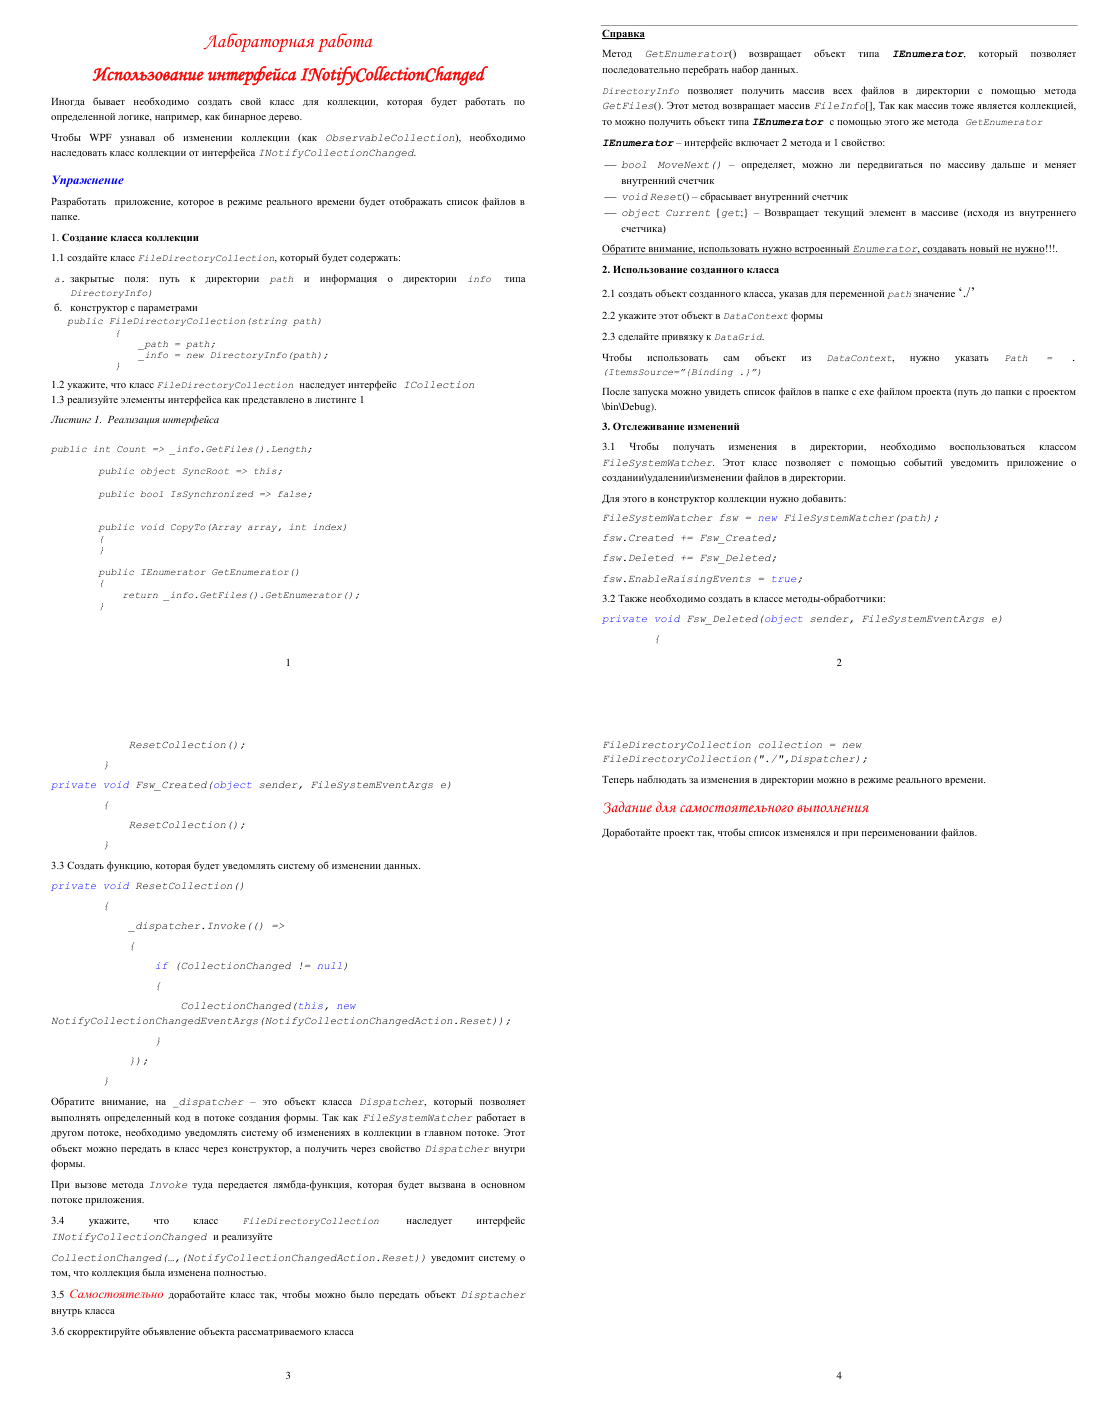 Лабораторная работа
Использование интерфейса INotifyCollectionChanged
Иногда бывает необходимо создать свой класс для коллекции, которая будет работать по
определенной логике, например, как бинарное дерево.
Чтобы WPF узнавал об изменении коллекции (как ObservableCollection), необходимо
наследовать класс коллекции от интерфейса INotifyCollectionChanged.
Упражнение
Разработать приложение, которое в режиме реального времени будет отображать список файлов в
папке.
1. Создание класса коллекции
1.1 создайте класс FileDirectoryCollection, который будет содержать:
а. закрытые поля: путь к директории path и информация о директории info типа
DirectoryInfo)
б. конструктор с параметрами
public FileDirectoryCollection(string path)
{
_path = path;
_info = new DirectoryInfo(path);
}
1.2 укажите, что класс FileDirectoryCollection наследует интерфейс ICollection
1.3 реализуйте элементы интерфейса как представлено в листинге 1
Листинг 1. Реализация интерфейса
public int Count => _info.GetFiles().Length;
public object SyncRoot => this;
public bool IsSynchronized => false;
public void CopyTo(Array array, int index)
{
}
public IEnumerator GetEnumerator()
{
return _info.GetFiles().GetEnumerator();
}
1
Справка
Метод GetEnumerator() возвращает объект типа IEnumerator, который позволяет
последовательно перебрать набор данных.
DirectoryInfo позволяет получить массив всех файлов в директории с помощью метода
GetFiles(). Этот метод возвращает массив FileInfo[], Так как массив тоже является коллекцией,
то можно получить объект типа IEnumerator с помощью этого же метода GetEnumerator
IEnumerator – интерфейс включает 2 метода и 1 свойство:
— bool MoveNext() – определяет, можно ли передвигаться по массиву дальше и меняет
внутренний счетчик
— void Reset() – сбрасывает внутренний счетчик
— object Current {get;} – Возвращает текущий элемент в массиве (исходя из внутреннего
счетчика)
Обратите внимание, использовать нужно встроенный Enumerator, создавать новый не нужно!!!.
2. Использование созданного класса
2.1 создать объект созданного класса, указав для переменной path значение ‘./’
2.2 укажите этот объект в DataContext формы
2.3 сделайте привязку к DataGrid.
Чтобы использовать сам объект из DataContext, нужно указать Path = .
(ItemsSource=”{Binding .}”)
После запуска можно увидеть список файлов в папке с exe файлом проекта (путь до папки с проектом
\bin\Debug).
3. Отслеживание изменений
3.1 Чтобы получать изменения в директории, необходимо воспользоваться классом
FileSystemWatcher. Этот класс позволяет с помощью событий уведомить приложение о
создании\удалении\изменении файлов в директории.
Для этого в конструктор коллекции нужно добавить:
FileSystemWatcher fsw = new FileSystemWatcher(path);
fsw.Created += Fsw_Created;
fsw.Deleted += Fsw_Deleted;
fsw.EnableRaisingEvents = true;
3.2 Также необходимо создать в классе методы-обработчики:
private void Fsw_Deleted(object sender, FileSystemEventArgs e)
{
2
ResetCollection();
}
private void Fsw_Created(object sender, FileSystemEventArgs e)
{
ResetCollection();
}
3.3 Создать функцию, которая будет уведомлять систему об изменении данных.
private void ResetCollection()
{
_dispatcher.Invoke(() =>
{
if (CollectionChanged != null)
{
CollectionChanged(this, new
NotifyCollectionChangedEventArgs(NotifyCollectionChangedAction.Reset));
}
});
}
Обратите внимание, на _dispatcher – это объект класса Dispatcher, который позволяет
выполнять определенный код в потоке создания формы. Так как FileSystemWatcher работает в
другом потоке, необходимо уведомлять систему об изменениях в коллекции в главном потоке. Этот
объект можно передать в класс через конструктор, а получить через свойство Dispatcher внутри
формы.
При вызове метода Invoke туда передается лямбда-функция, которая будет вызвана в основном
потоке приложения.
3.4 укажите, что класс FileDirectoryCollection наследует интерфейс
INotifyCollectionChanged и реализуйте
CollectionChanged(…,(NotifyCollectionChangedAction.Reset)) уведомит систему о
том, что коллекция была изменена полностью.
3.5 Самостоятельно доработайте класс так, чтобы можно было передать объект Disptacher
внутрь класса
3.6 скорректируйте объявление объекта рассматриваемого класса
3
FileDirectoryCollection collection = new
FileDirectoryCollection("./",Dispatcher);
Теперь наблюдать за изменения в директории можно в режиме реального времени.
Задание для самостоятельного выполнения
Доработайте проект так, чтобы список изменялся и при переименовании файлов.
4